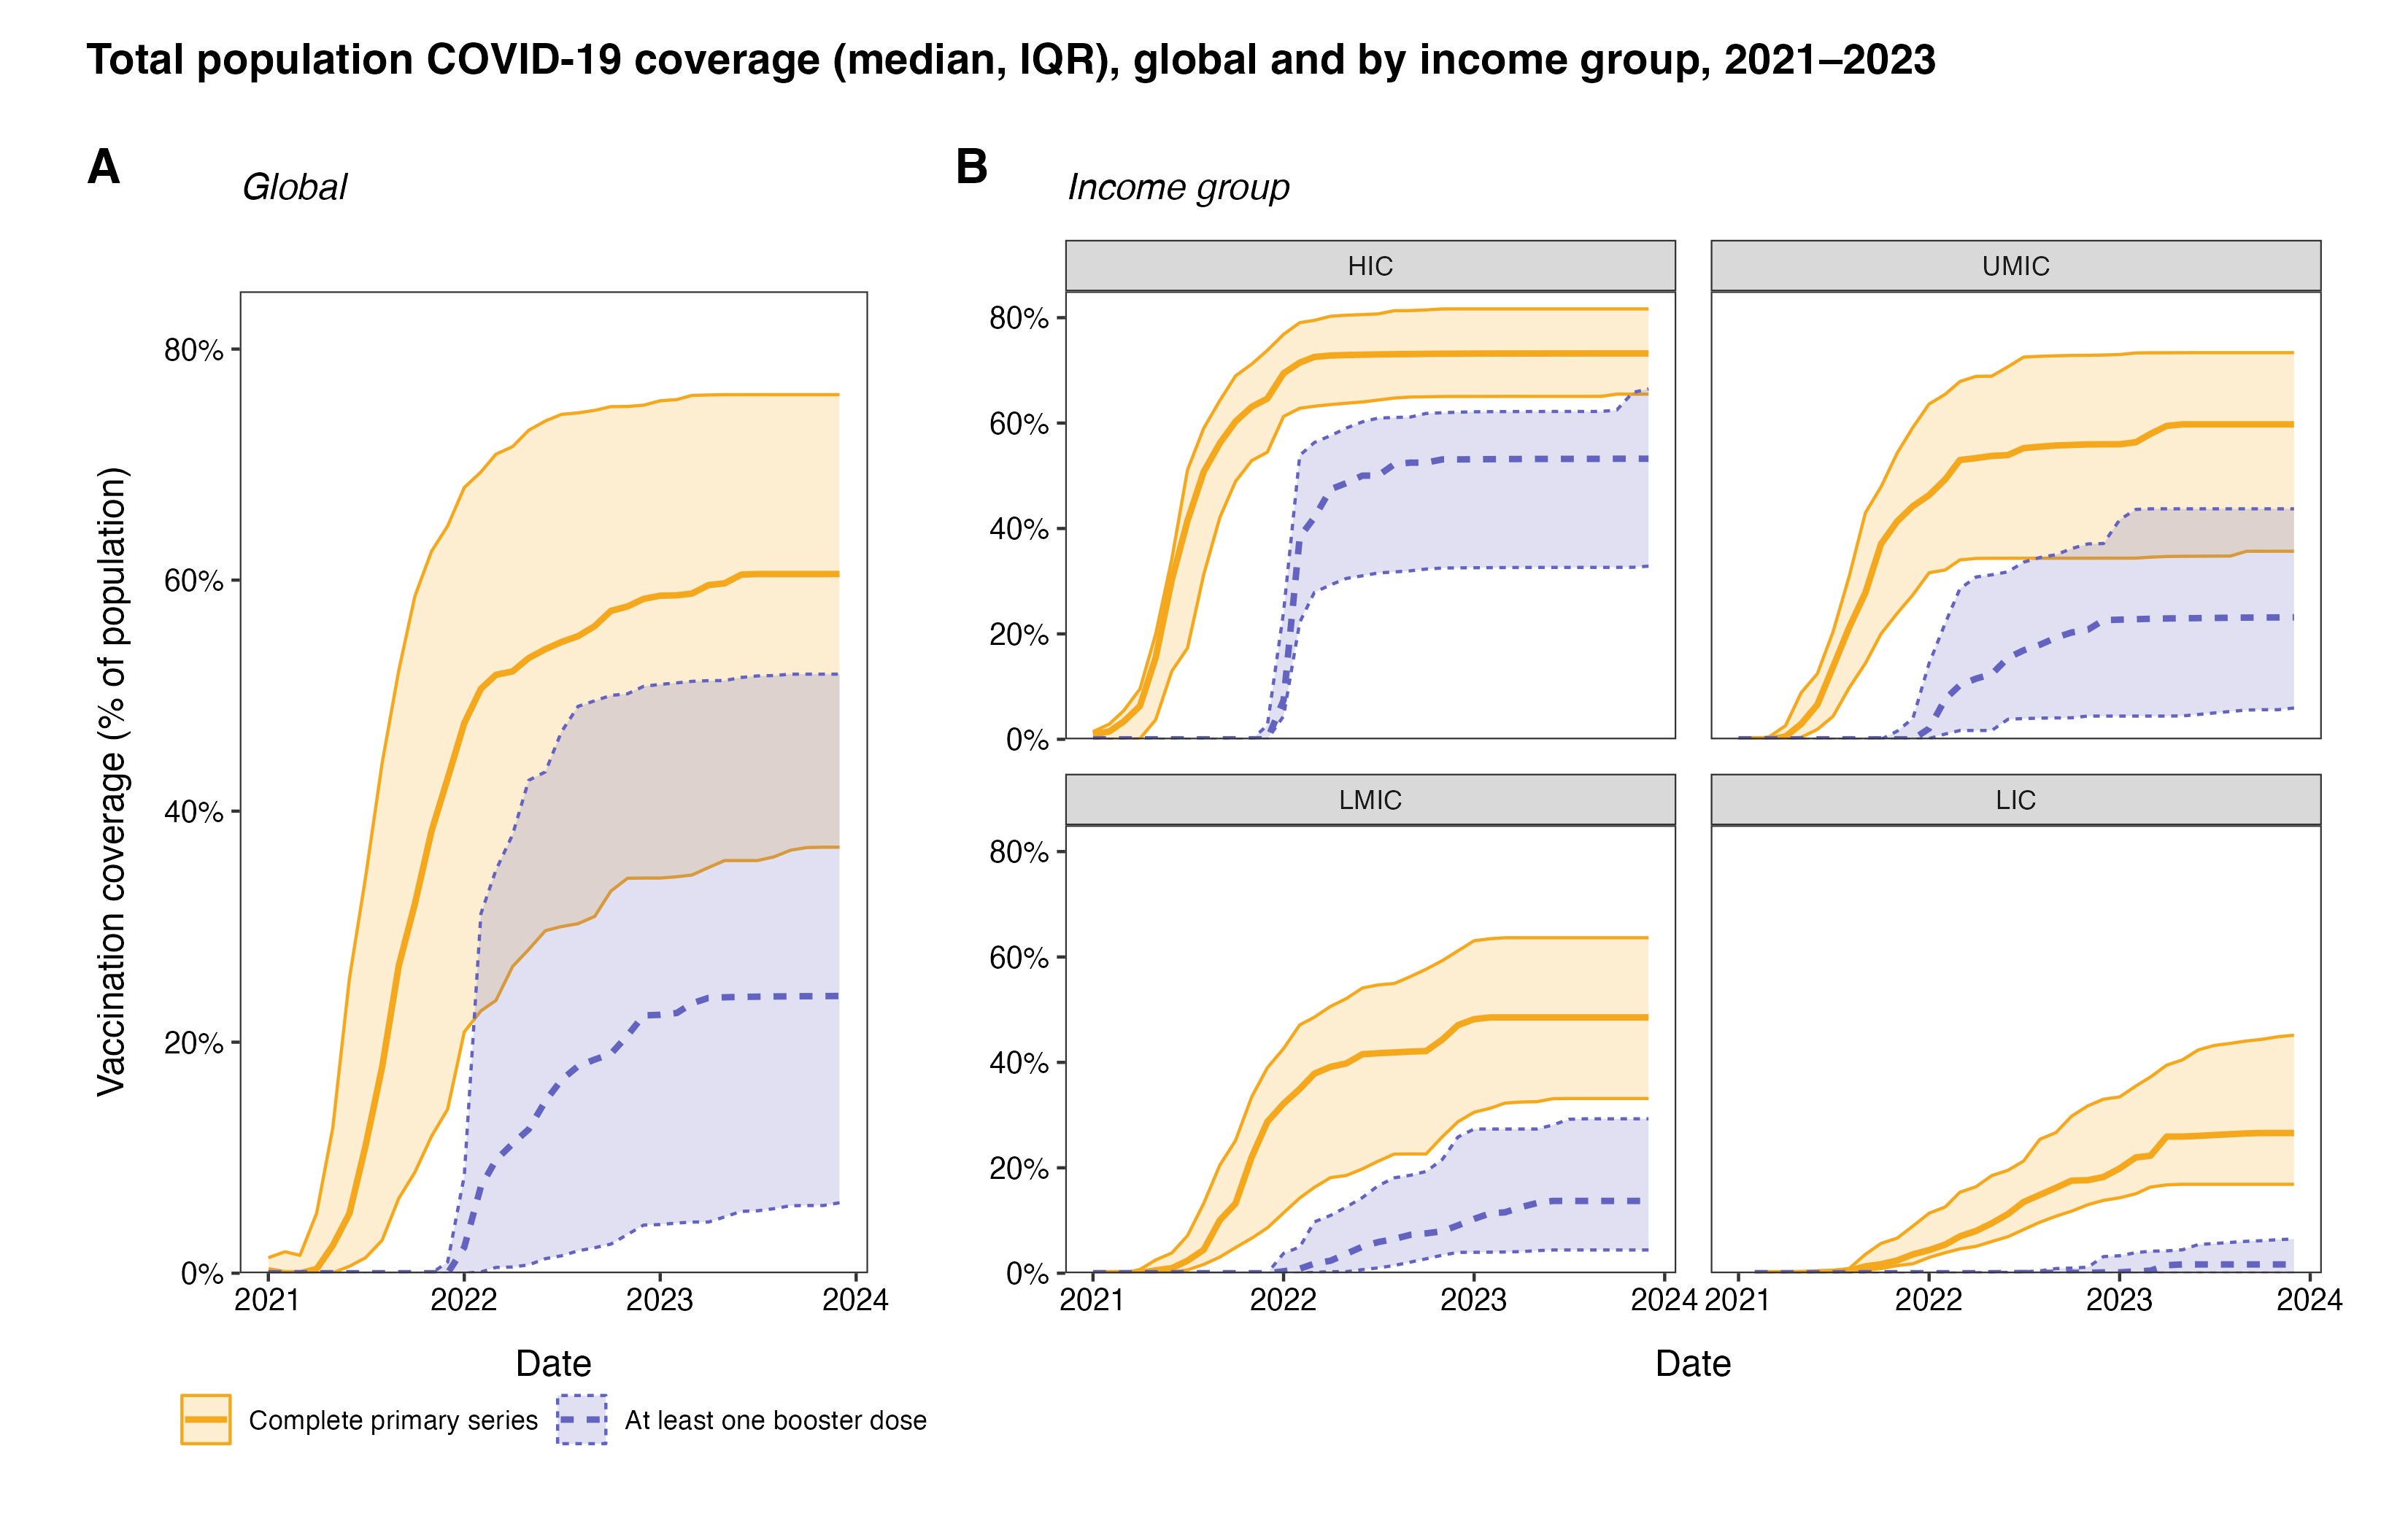 Total population COVID-19 coverage (median, IQR), global and by income group, 2021–2023
A
Global
Vaccination coverage (% of population)
80%
60%
40%
20%
0%
2021 2022 2023 2024
Date
B
Income group
HIC
UMIC
80%
60%
40%
20%
0%
LMIC
LIC
80%
60%
40%
20%
0%
2021 2022 2023 2024
2021 2022 2023 2024
Date
Complete primary series
At least one booster dose